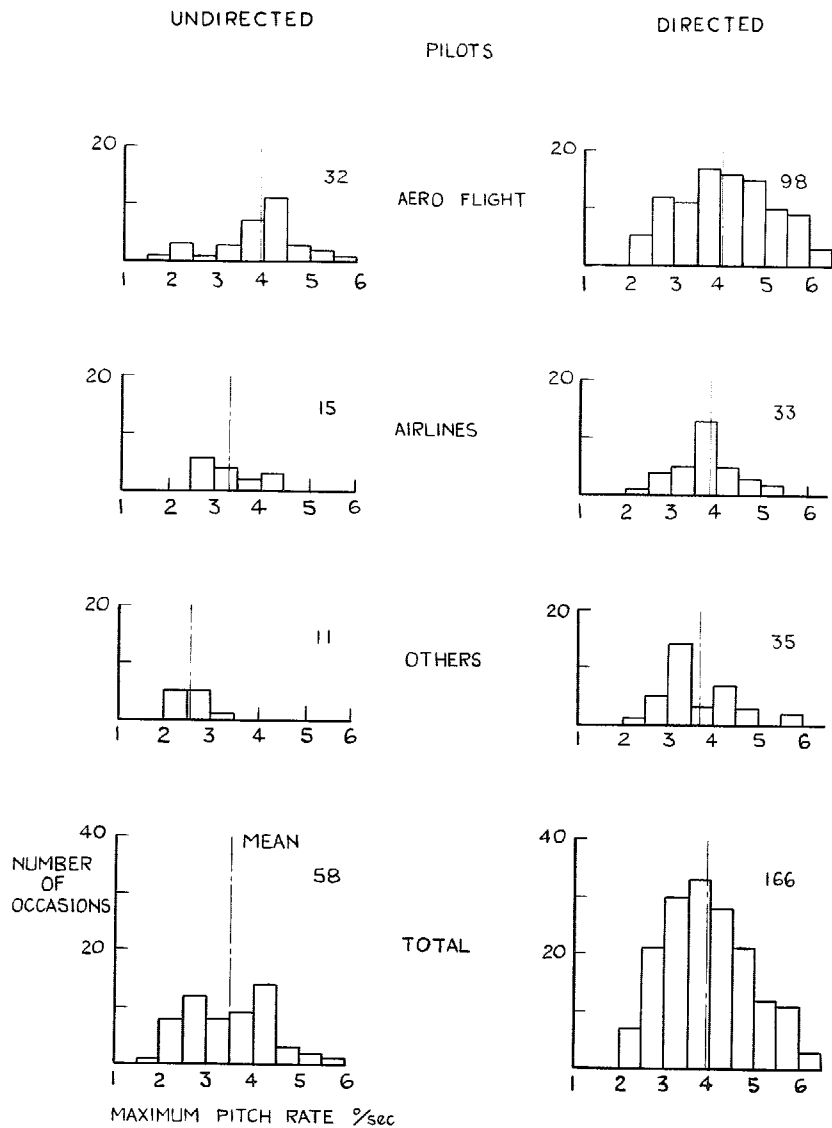 UNDIRECTED
DIRECTED
PILOTS
20
32
1 2 3 4 5 6
AERO FLIGHT
20
98
1 2 3 4 5 6
20
15
1 2 3 4 5 6
AIRLINES
20
33
1 2 3 4 5 6
20
11
1 2 3 4 5 6
OTHERS
20
35
1 2 3 4 5 6
40
MEAN
NUMBER
OF
OCCASIONS
58
20
1 2 3 4 5 6
MAXIMUM PITCH RATE °/sec
TOTAL
40
166
20
1 2 3 4 5 6